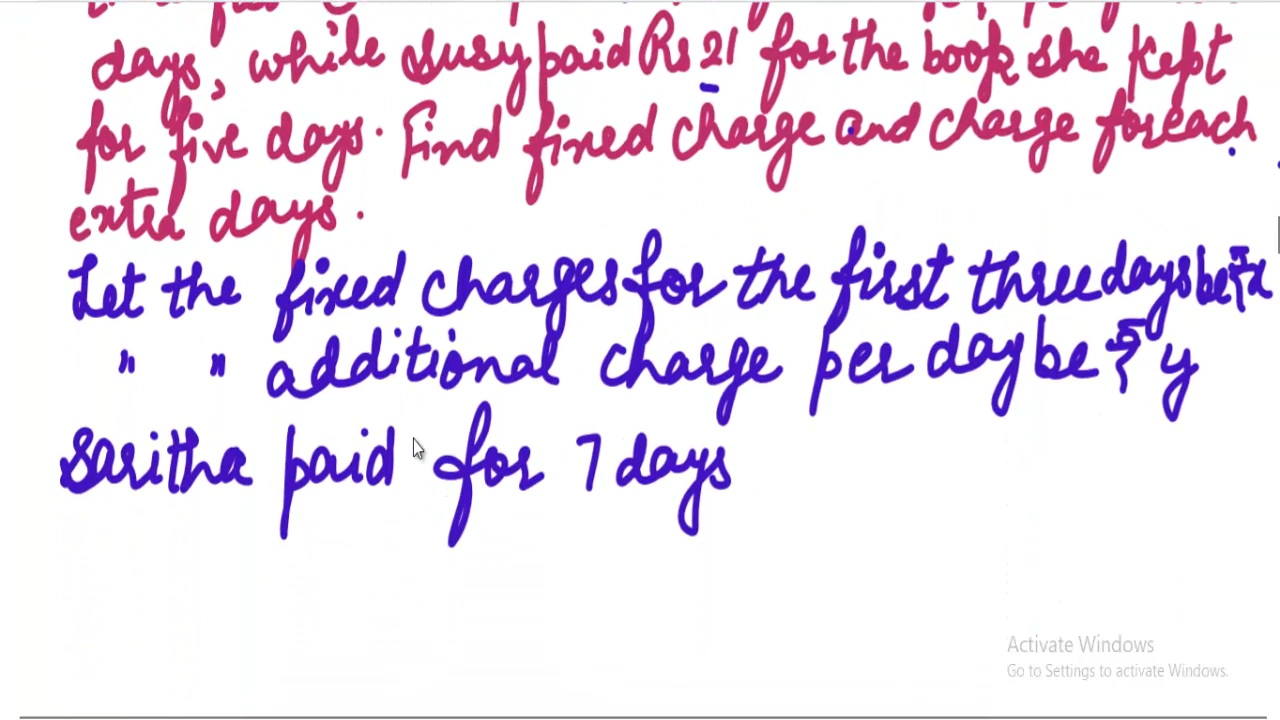 days, while Susy paid Rs 21 for the book she kept
for five days. Find fixed charge and charge for each
extra days.
Let the fixed charges for the first three days be ₹x
" " additional charge per day be ₹ y
Saritha paid for 7 days
Activate Windows
Go to Settings to activate Windows.